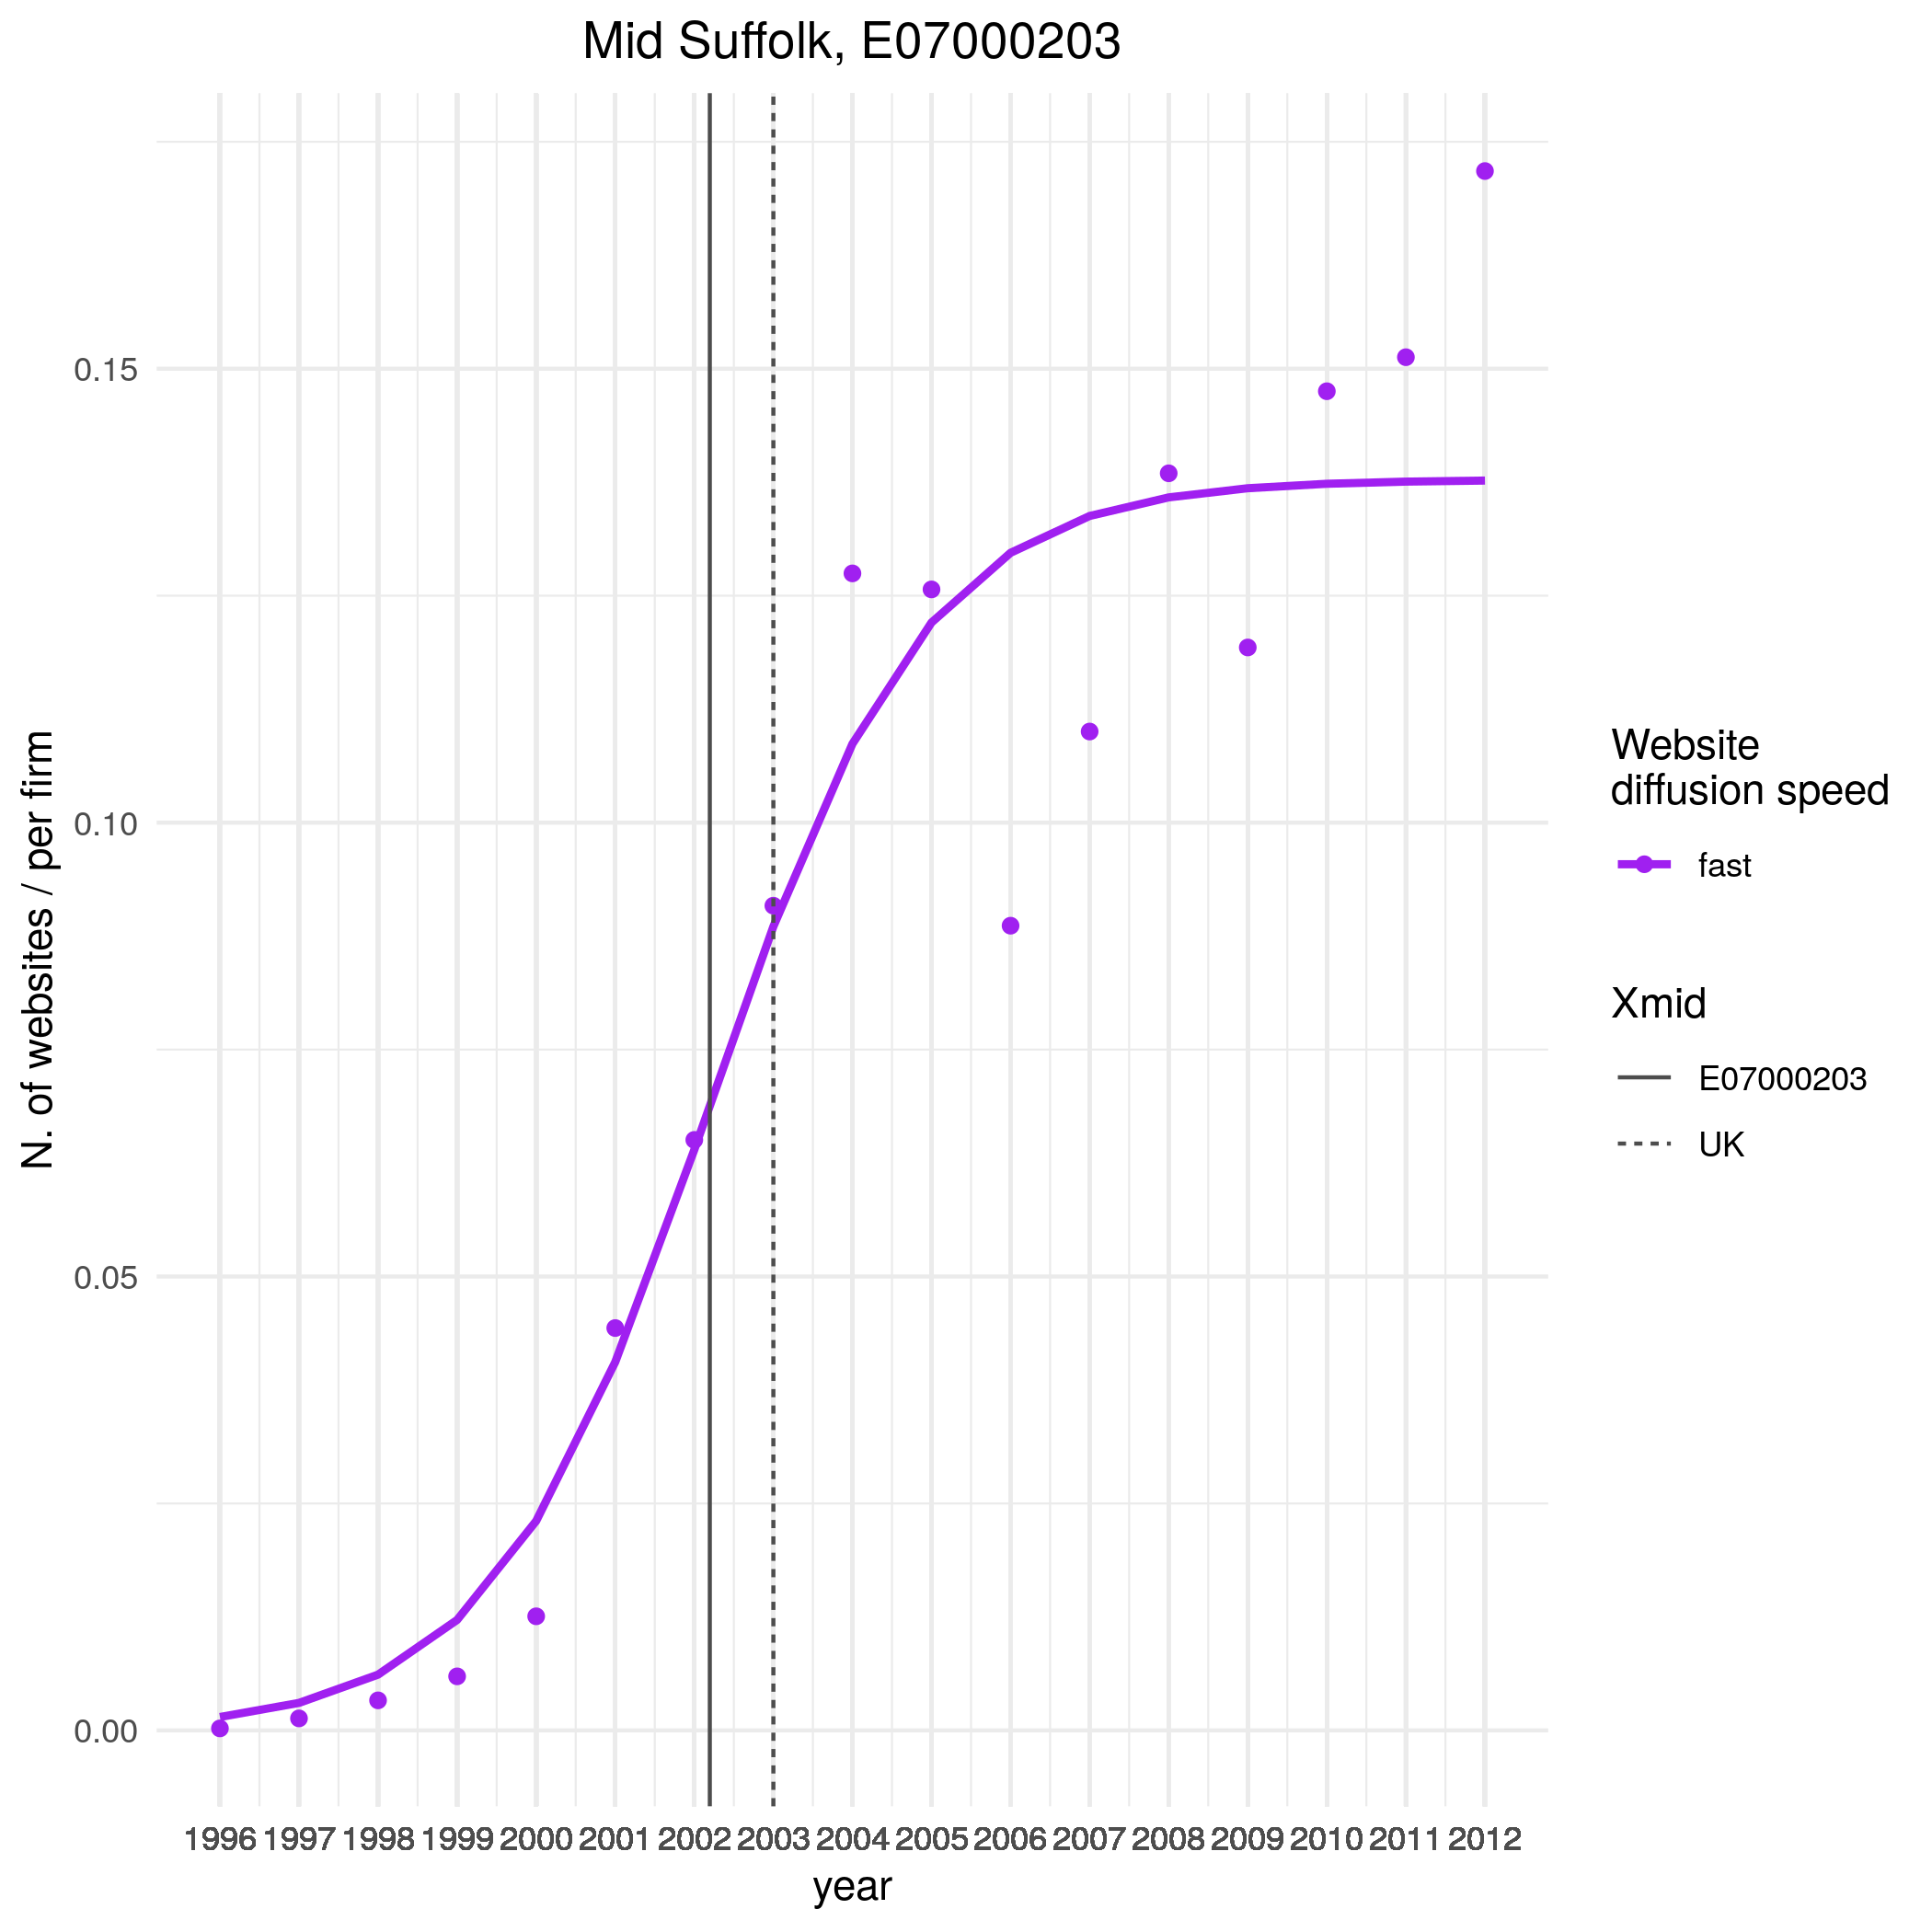 Mid Suffolk, E07000203
N. of websites / per firm
0.15
0.10
0.05
0.00
1996 1997 1998 1999 2000 2001 2002 2003 2004 2005 2006 2007 2008 2009 2010 2011 2012
year
Website
diffusion speed
fast
Xmid
E07000203
UK